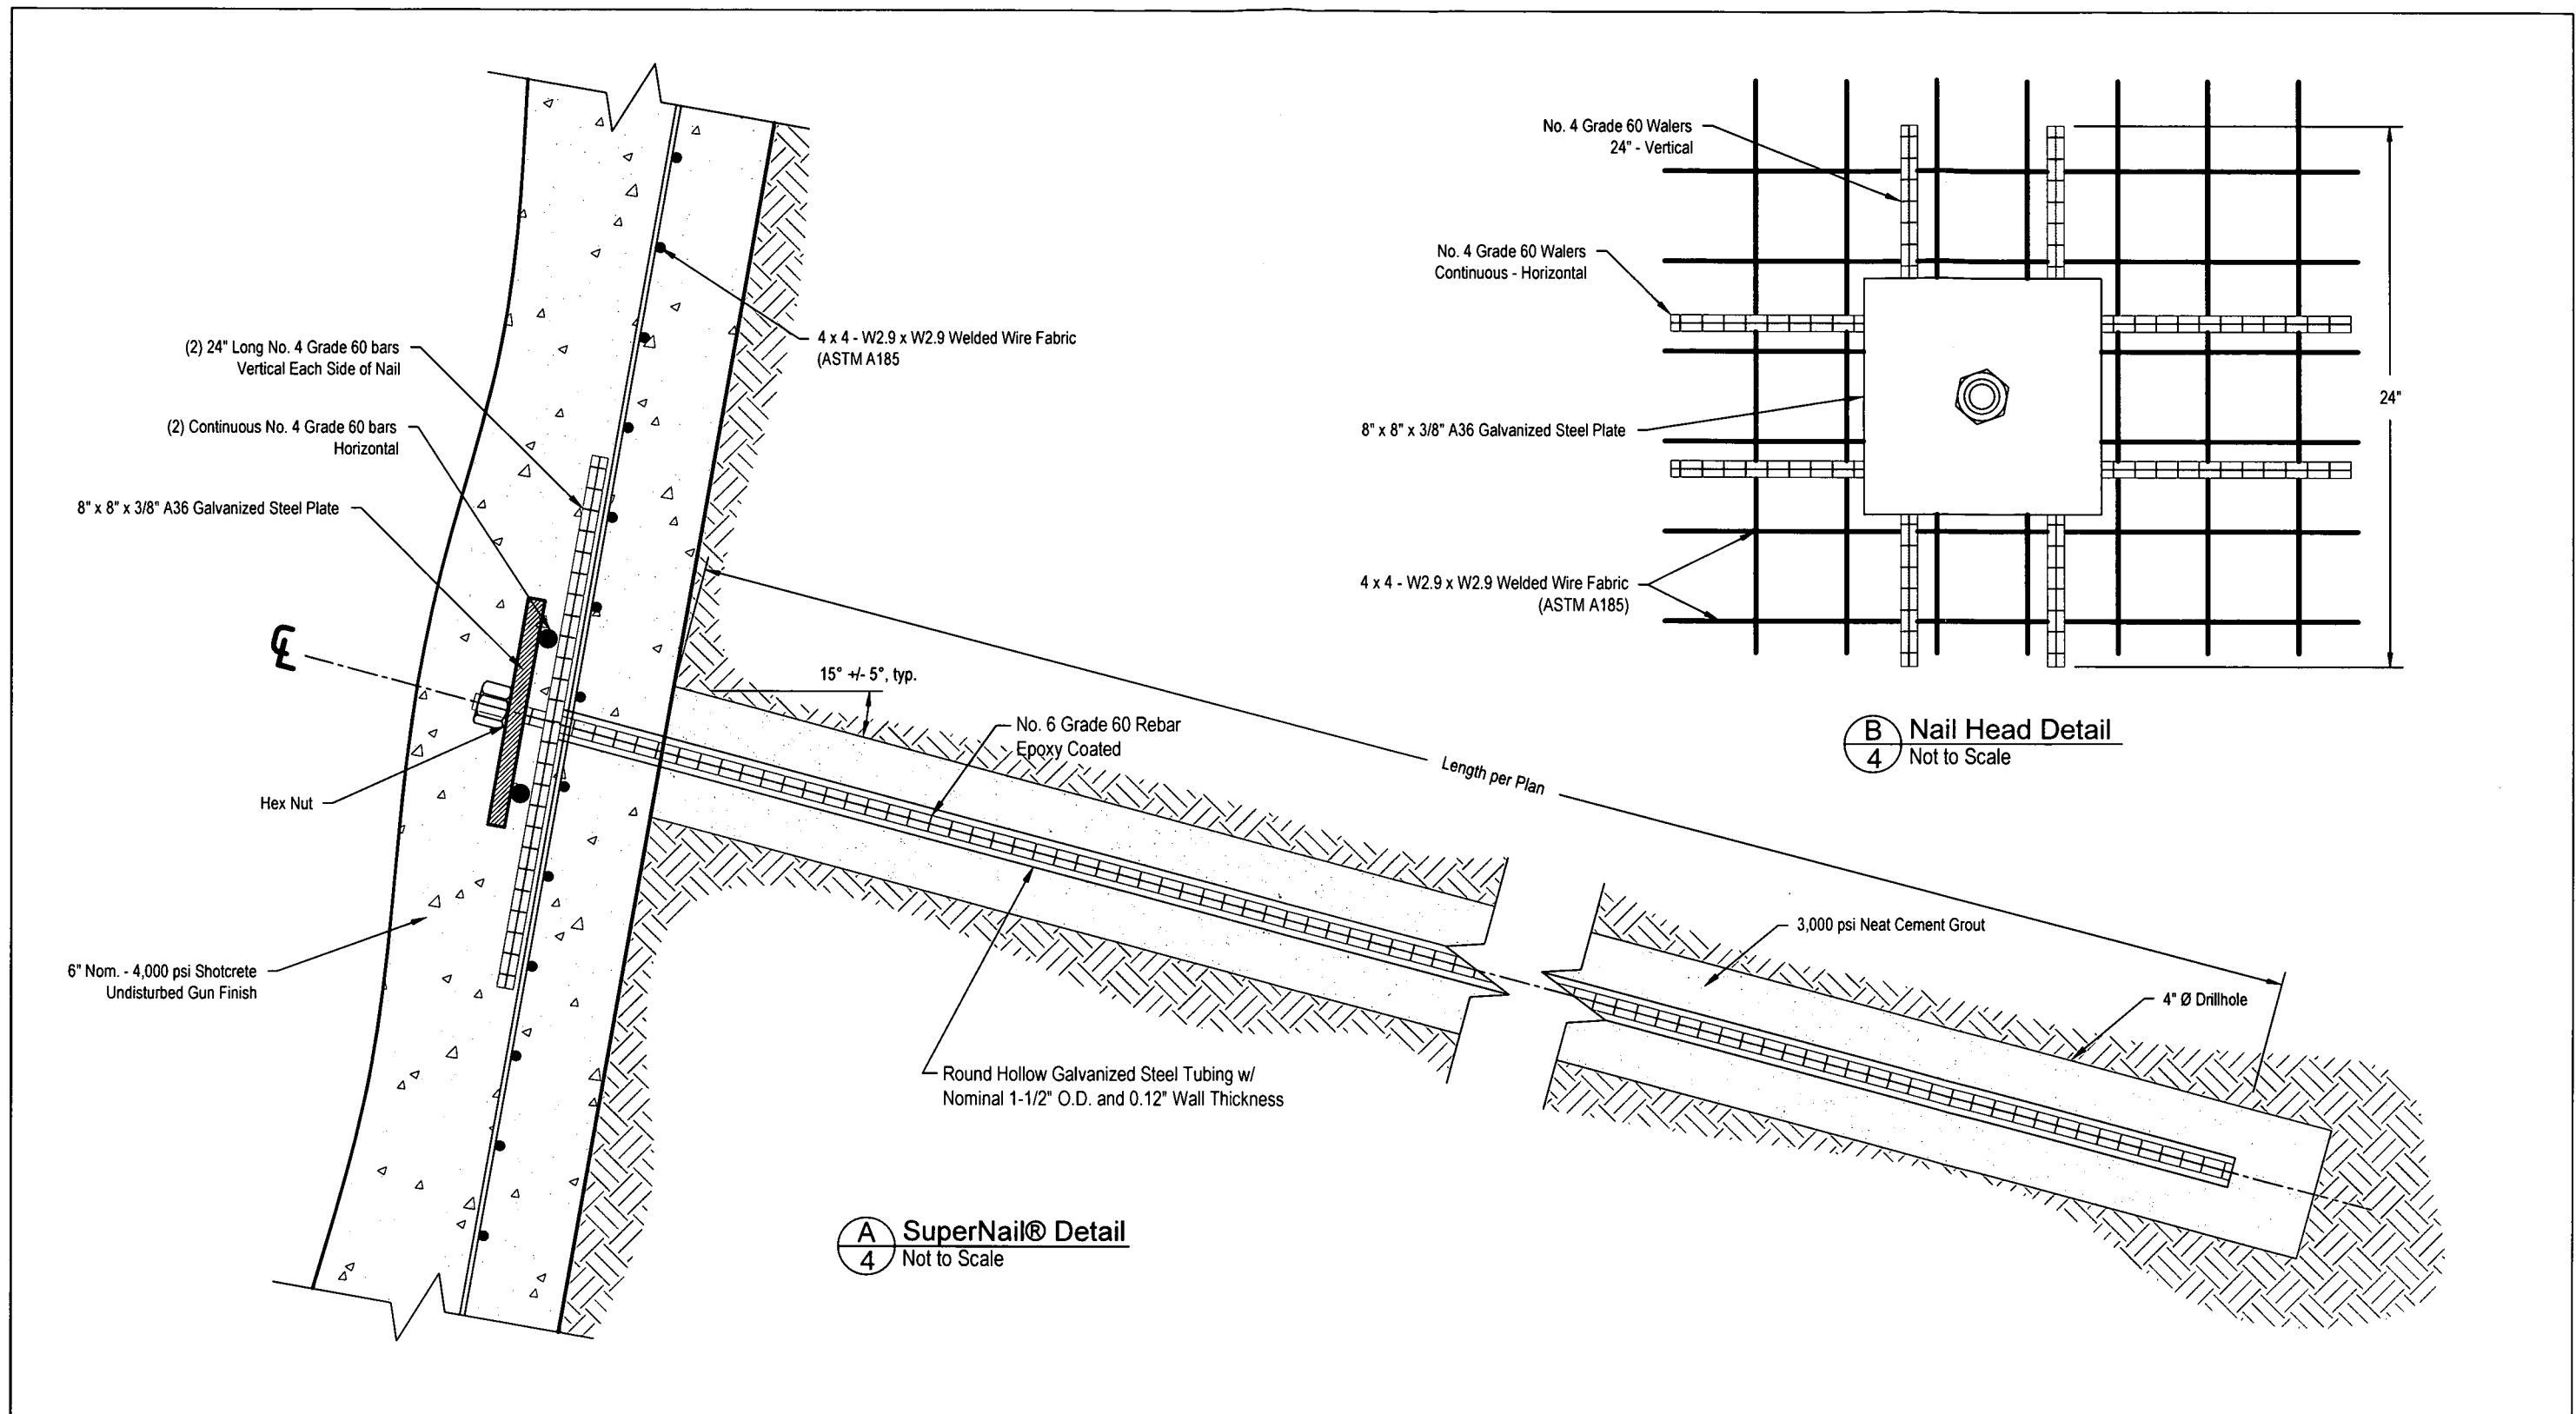 No. 4 Grade 60 Walers
24" - Vertical
No. 4 Grade 60 Walers
Continuous - Horizontal
8" x 8" x 3/8" A36 Galvanized Steel Plate
4 x 4 - W2.9 x W2.9 Welded Wire Fabric
(ASTM A185)
24"
B
4
Nail Head Detail
Not to Scale
4 x 4 - W2.9 x W2.9 Welded Wire Fabric
(ASTM A185
(2) 24" Long No. 4 Grade 60 bars
Vertical Each Side of Nail
(2) Continuous No. 4 Grade 60 bars
Horizontal
8" x 8" x 3/8" A36 Galvanized Steel Plate
CL
Hex Nut
6" Nom. - 4,000 psi Shotcrete
Undisturbed Gun Finish
15° +/- 5°, typ.
No. 6 Grade 60 Rebar
Epoxy Coated
Length per Plan
3,000 psi Neat Cement Grout
4" Ø Drillhole
Round Hollow Galvanized Steel Tubing w/
Nominal 1-1/2" O.D. and 0.12" Wall Thickness
A
4
SuperNail® Detail
Not to Scale